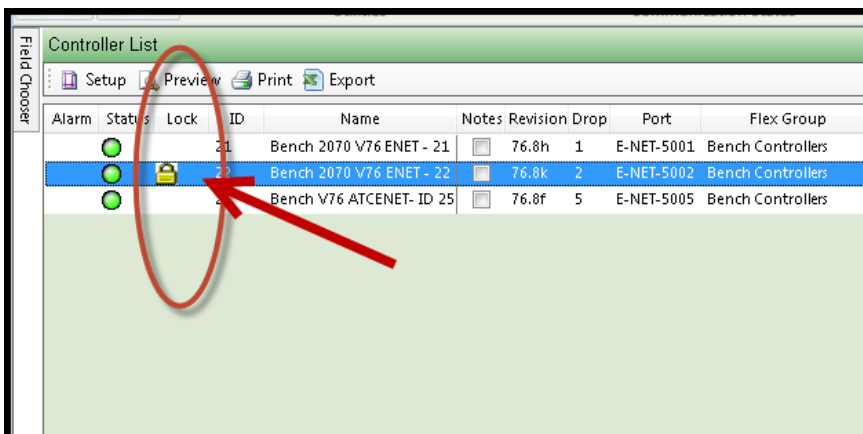 Field Chooser
Controller List
Setup Preview Print Export
Alarm Status Lock ID Name Notes Revision Drop Port Flex Group
21 Bench 2070 V76 ENET - 21 76.8h 1 E-NET-5001 Bench Controllers
22 Bench 2070 V76 ENET - 22 76.8k 2 E-NET-5002 Bench Controllers
Bench V76 ATCENET- ID 25 76.8f 5 E-NET-5005 Bench Controllers